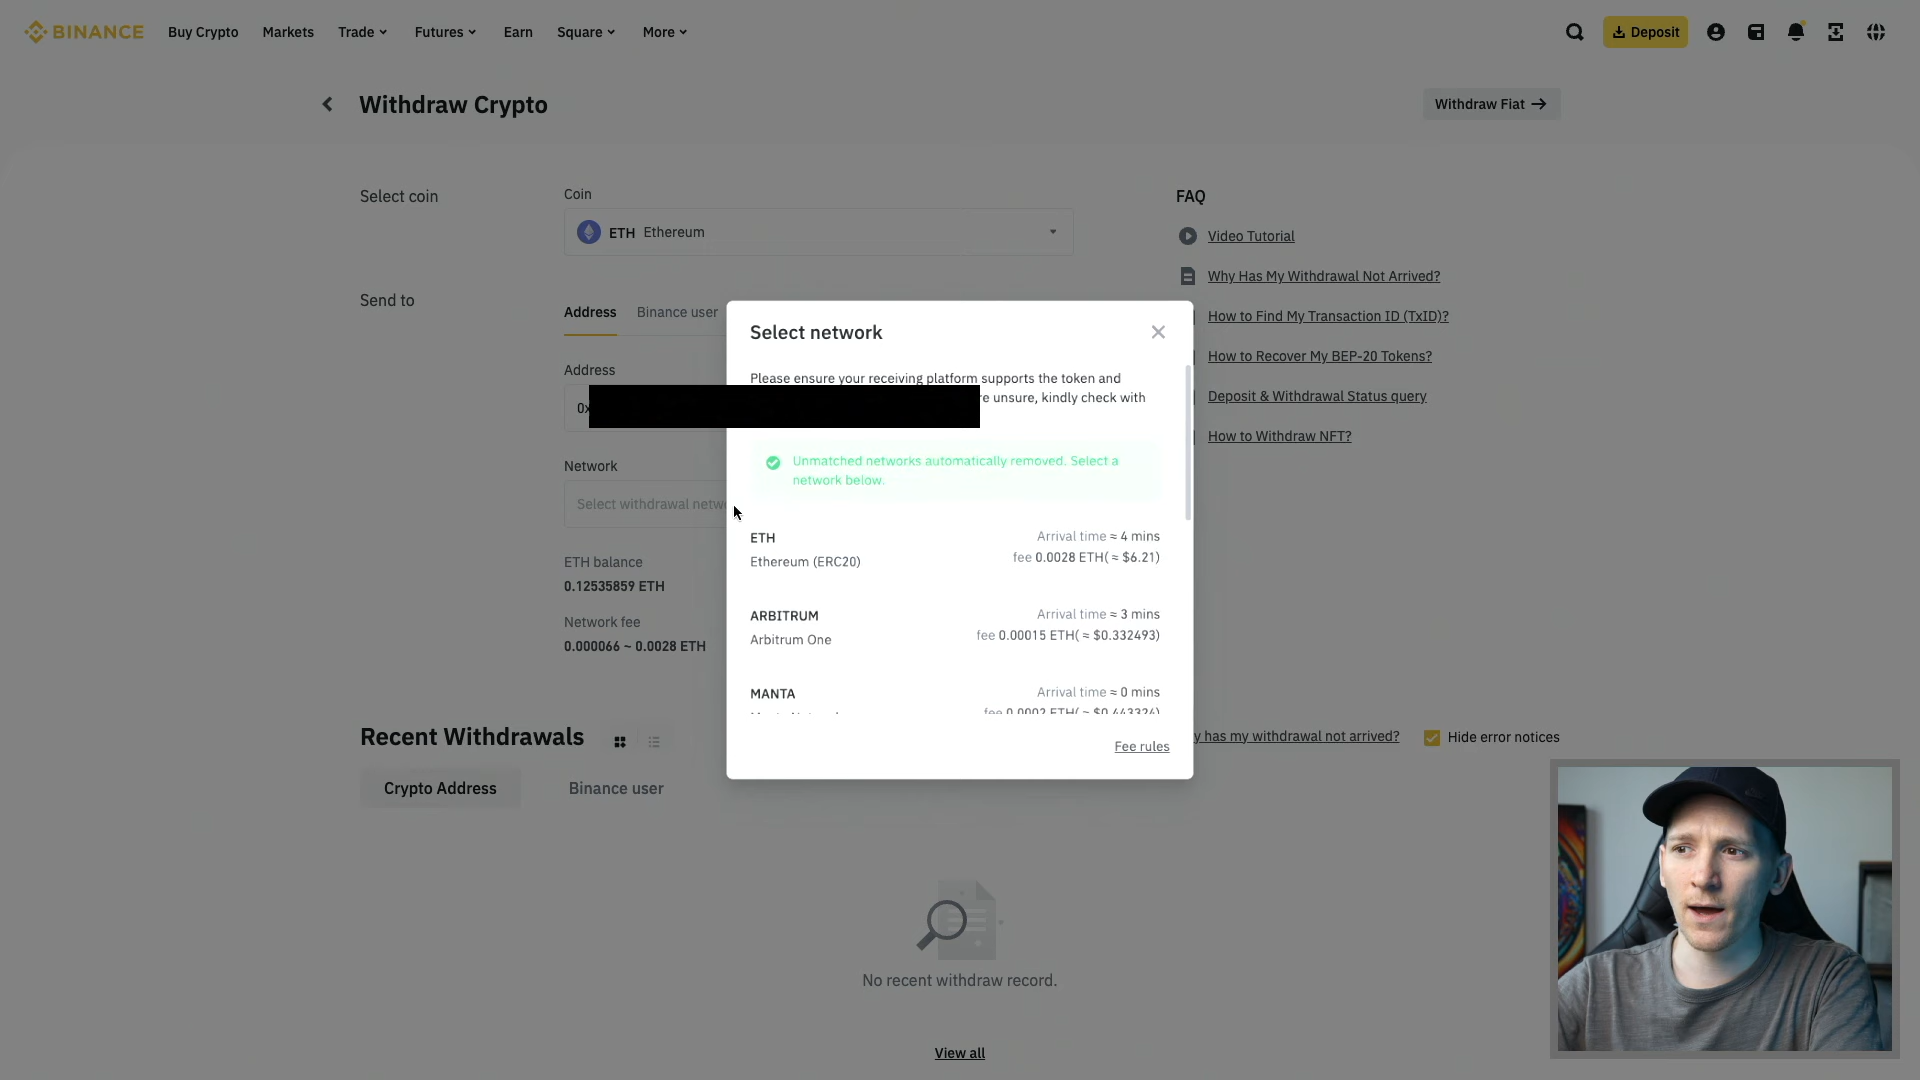 BINANCE Buy Crypto Markets Trade Futures Earn Square More Deposit
Withdraw Crypto
Withdraw Fiat
Select coin
Coin
ETH Ethereum
Send to
Address Binance user
Address
0x
Network
Select withdrawal netw
ETH balance
0.12535859 ETH
Network fee
0.000066 ~ 0.0028 ETH
FAQ
Video Tutorial
Why Has My Withdrawal Not Arrived?
How to Find My Transaction ID (TxID)?
How to Recover My BEP-20 Tokens?
Deposit & Withdrawal Status query
How to Withdraw NFT?
Select network
Please ensure your receiving platform supports the token and
re unsure, kindly check with
Unmatched networks automatically removed. Select a
network below.
ETH Arrival time ≈ 4 mins
Ethereum (ERC20) fee 0.0028 ETH( ≈ $6.21)
ARBITRUM Arrival time ≈ 3 mins
Arbitrum One fee 0.00015 ETH( ≈ $0.332493)
MANTA Arrival time ≈ 0 mins
fee 0.0002 ETH( ≈ $0.443324)
Fee rules
Recent Withdrawals
y has my withdrawal not arrived? Hide error notices
Crypto Address Binance user
No recent withdraw record.
View all